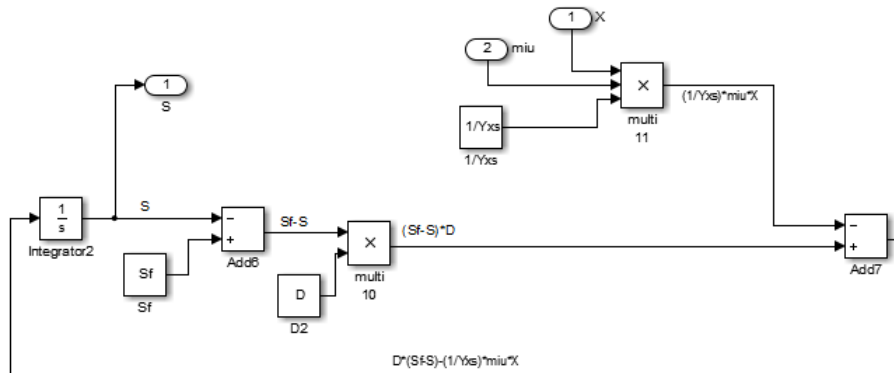 1
X
2
miu
×
(1/Yxs)*miu*X
multi
11
1/Yxs
1/Yxs
1
S
1
s
Integrator2
S
−
+
Add6
Sf-S
Sf
Sf
×
multi
10
(Sf-S)*D
D
D2
−
+
Add7
D*(Sf-S)-(1/Yxs)*miu*X